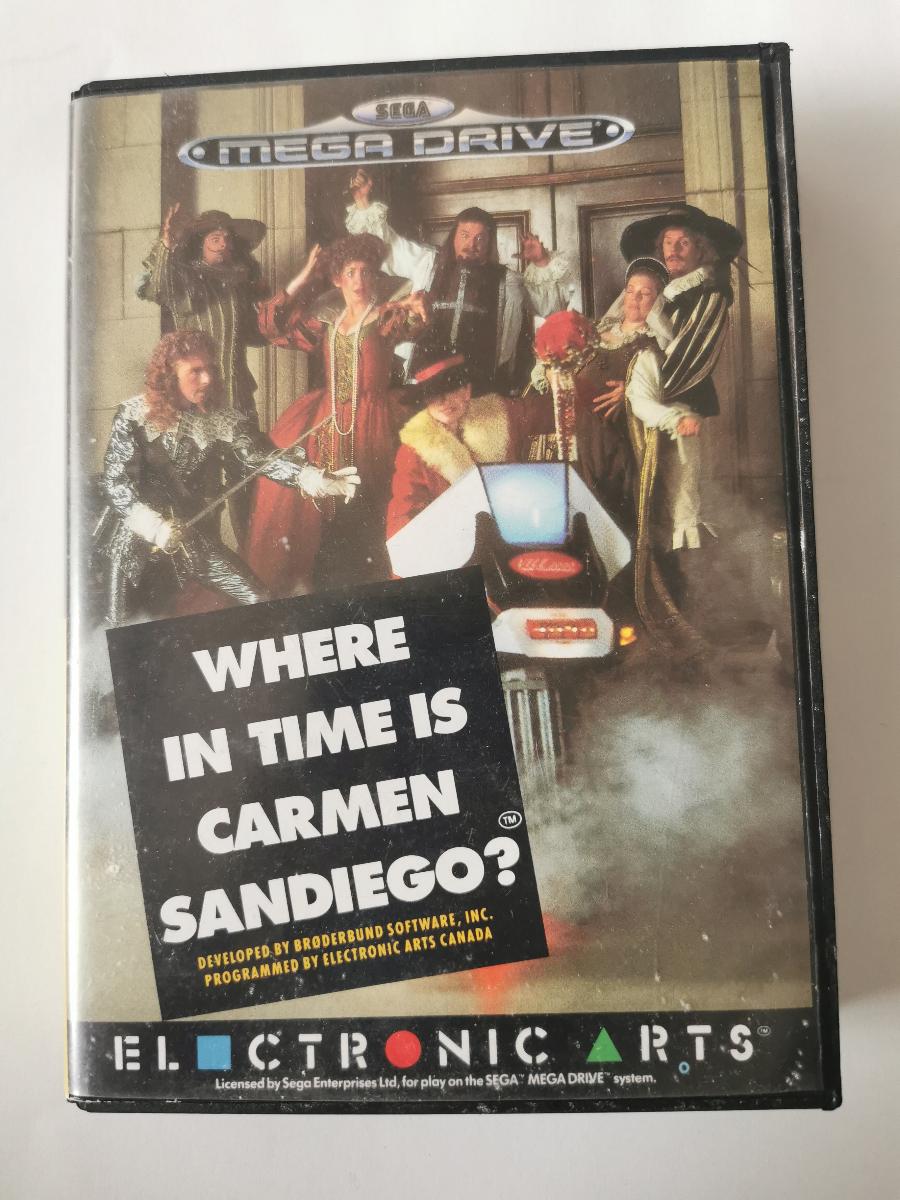 SEGA
MEGA DRIVE
WHERE
IN TIME IS
CARMEN
SANDIEGO?™
DEVELOPED BY BRØDERBUND SOFTWARE, INC.
PROGRAMMED BY ELECTRONIC ARTS CANADA
ELECTRONIC ARTS™
Licensed by Sega Enterprises Ltd, for play on the SEGA™ MEGA DRIVE™ system.